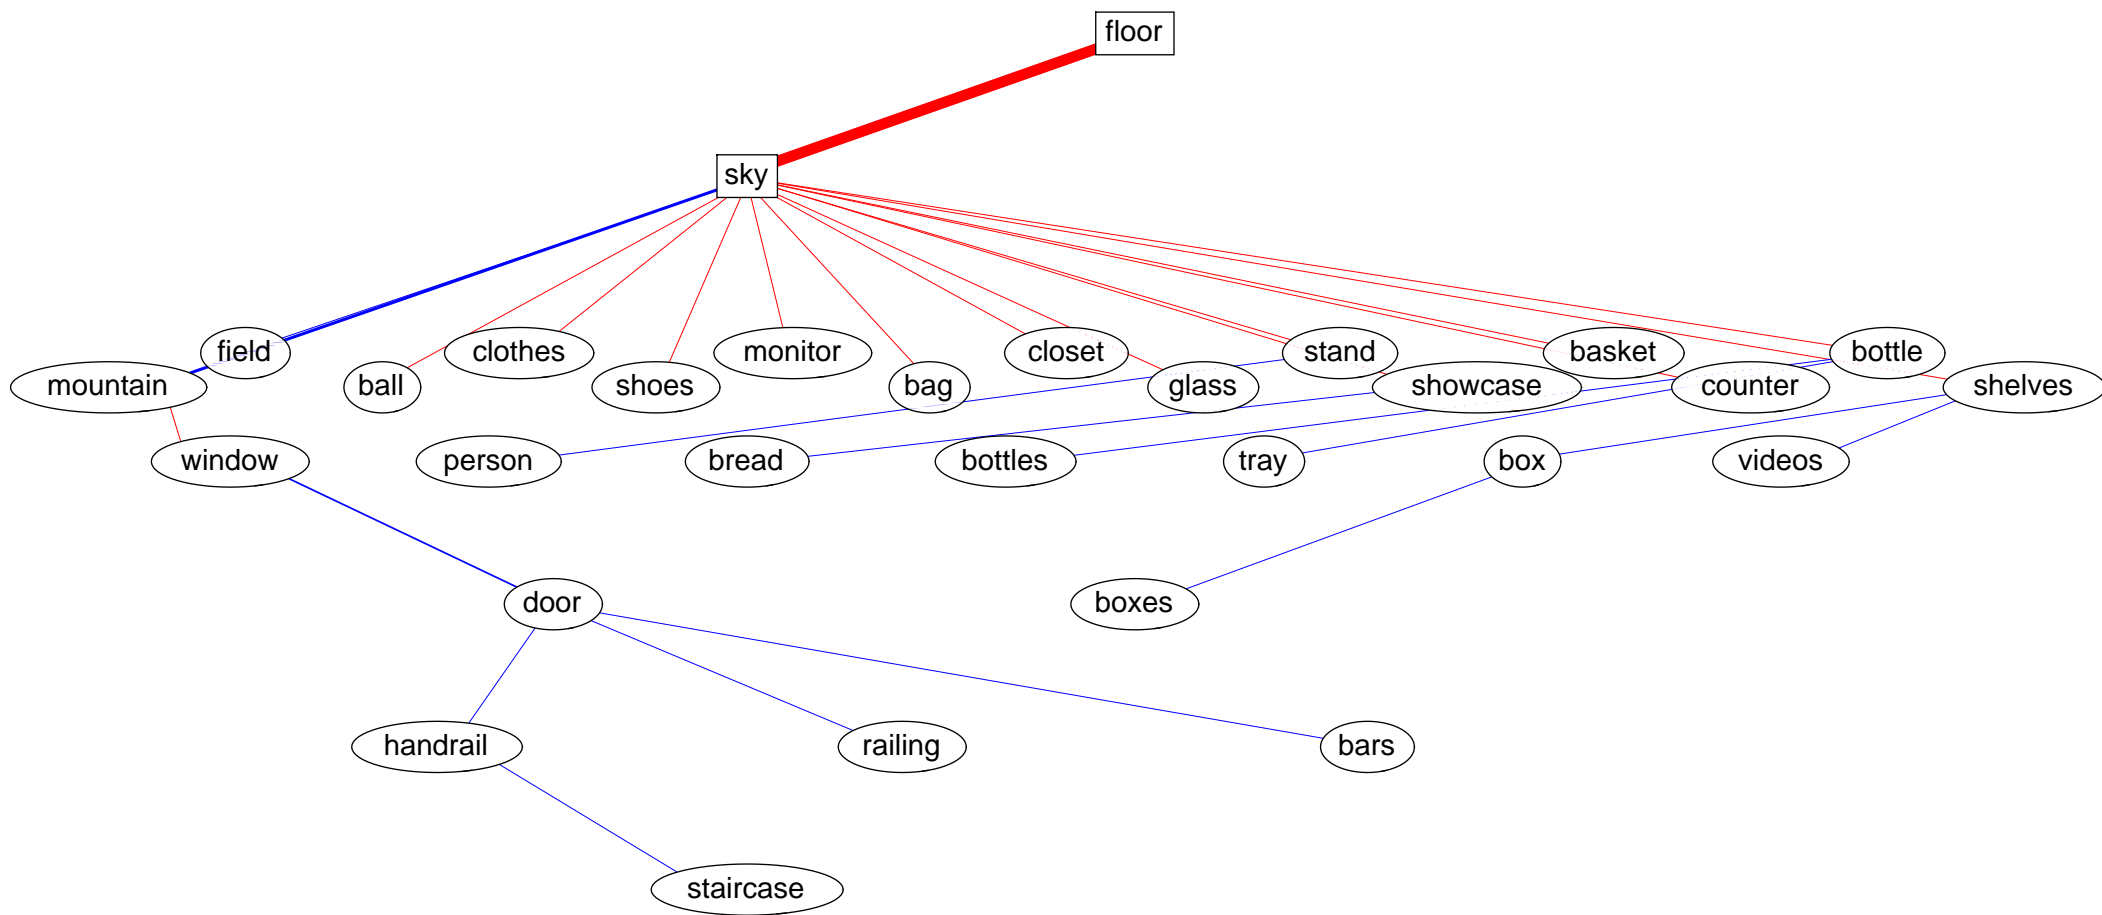 floor
sky
field
clothes
monitor
closet
stand
basket
bottle
mountain
ball
shoes
bag
glass
showcase
counter
shelves
window
person
bread
bottles
tray
box
videos
door
boxes
handrail
railing
bars
staircase